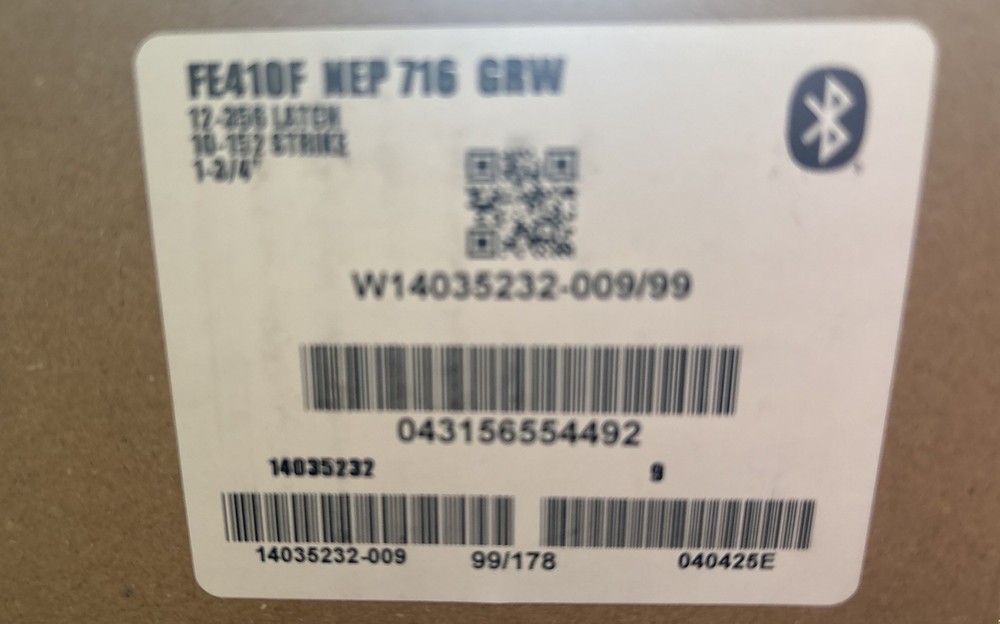 FE410F NEP 716 GRW
12-356 LATCH
10-152 STRIKE
1-3/4"
W14035232-009/99
043156554492
14035232 9
14035232-009 99/178 040425E